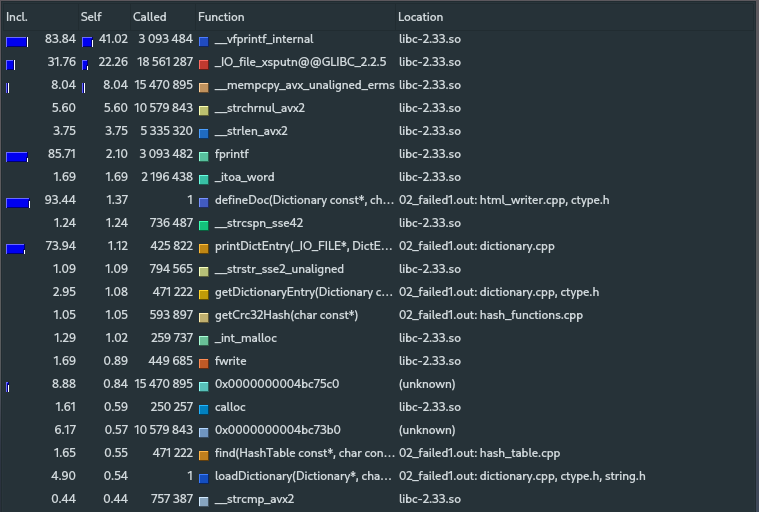 Incl. Self Called Function Location
83.84 41.02 3 093 484 __vfprintf_internal libc-2.33.so
31.76 22.26 18 561 287 _IO_file_xsputn@@GLIBC_2.2.5 libc-2.33.so
8.04 8.04 15 470 895 __mempcpy_avx_unaligned_erms libc-2.33.so
5.60 5.60 10 579 843 __strchrnul_avx2 libc-2.33.so
3.75 3.75 5 335 320 __strlen_avx2 libc-2.33.so
85.71 2.10 3 093 482 fprintf libc-2.33.so
1.69 1.69 2 196 438 _itoa_word libc-2.33.so
93.44 1.37 1 defineDoc(Dictionary const*, ch... 02_failed1.out: html_writer.cpp, ctype.h
1.24 1.24 736 487 __strcspn_sse42 libc-2.33.so
73.94 1.12 425 822 printDictEntry(_IO_FILE*, DictE... 02_failed1.out: dictionary.cpp
1.09 1.09 794 565 __strstr_sse2_unaligned libc-2.33.so
2.95 1.08 471 222 getDictionaryEntry(Dictionary c... 02_failed1.out: dictionary.cpp, ctype.h
1.05 1.05 593 897 getCrc32Hash(char const*) 02_failed1.out: hash_functions.cpp
1.29 1.02 259 737 _int_malloc libc-2.33.so
1.69 0.89 449 685 fwrite libc-2.33.so
8.88 0.84 15 470 895 0x0000000004bc75c0 (unknown)
1.61 0.59 250 257 calloc libc-2.33.so
6.17 0.57 10 579 843 0x0000000004bc73b0 (unknown)
1.65 0.55 471 222 find(HashTable const*, char con... 02_failed1.out: hash_table.cpp
4.90 0.54 1 loadDictionary(Dictionary*, cha... 02_failed1.out: dictionary.cpp, ctype.h, string.h
0.44 0.44 757 387 __strcmp_avx2 libc-2.33.so